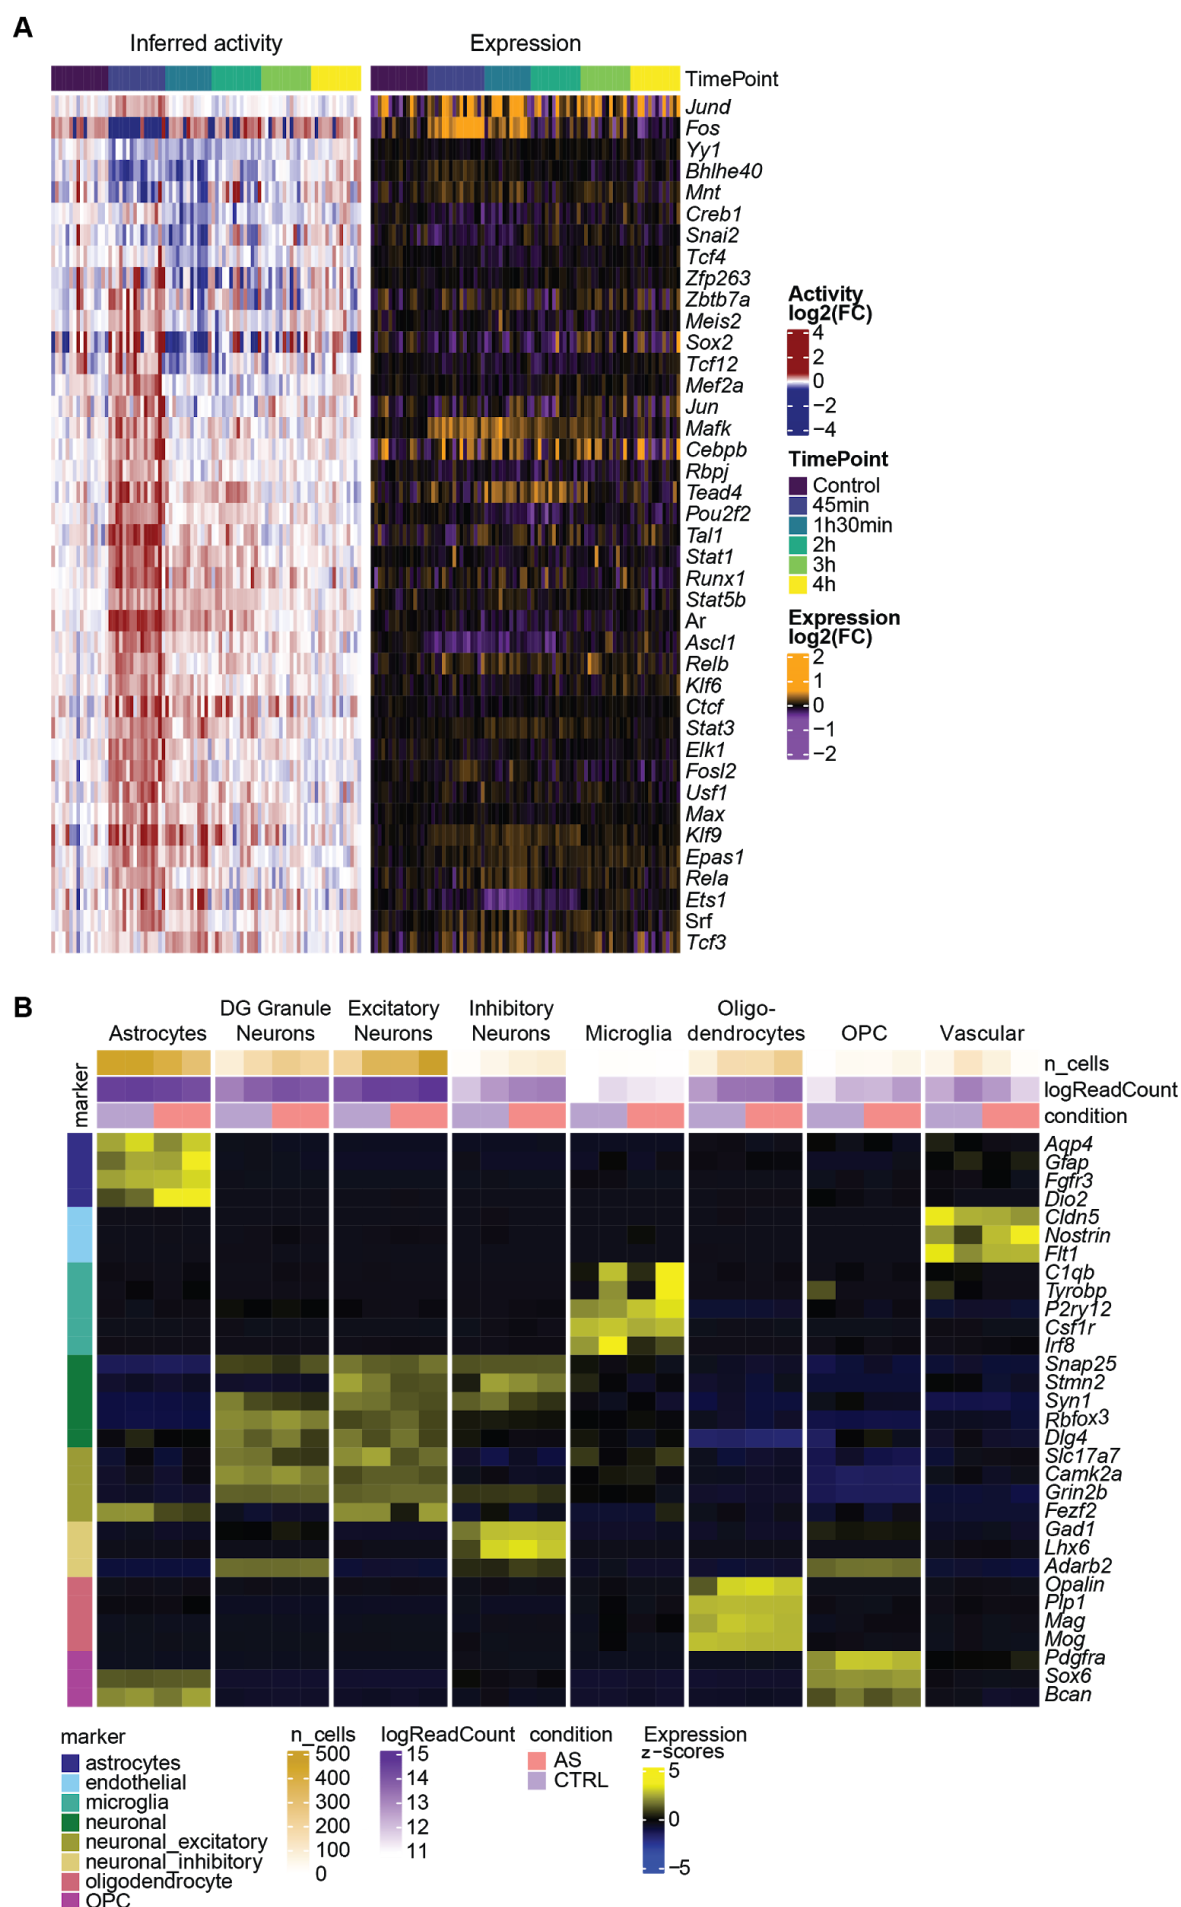 A
Inferred activity
Expression
TimePoint
Jund
Fos
Yy1
Bhlhe40
Mnt
Creb1
Snai2
Tcf4
Zfp263
Zbtb7a
Meis2
Sox2
Tcf12
Mef2a
Jun
Mafk
Cebpb
Rbpj
Tead4
Pou2f2
Tal1
Stat1
Runx1
Stat5b
Ar
Ascl1
Relb
Klf6
Ctcf
Stat3
Elk1
Fosl2
Usf1
Max
Klf9
Epas1
Rela
Ets1
Srf
Tcf3
Activity
log2(FC)
4
2
0
−2
−4
TimePoint
Control
45min
1h30min
2h
3h
4h
Expression
log2(FC)
2
1
0
−1
−2
B
Astrocytes
DG Granule
Neurons
Excitatory
Neurons
Inhibitory
Neurons
Microglia
Oligo-
dendrocytes
OPC
Vascular
marker
n_cells
logReadCount
condition
Aqp4
Gfap
Fgfr3
Dio2
Cldn5
Nostrin
Flt1
C1qb
Tyrobp
P2ry12
Csf1r
Irf8
Snap25
Stmn2
Syn1
Rbfox3
Dlg4
Slc17a7
Camk2a
Grin2b
Fezf2
Gad1
Lhx6
Adarb2
Opalin
Plp1
Mag
Mog
Pdgfra
Sox6
Bcan
marker
astrocytes
endothelial
microglia
neuronal
neuronal_excitatory
neuronal_inhibitory
oligodendrocyte
OPC
n_cells
500
400
300
200
100
0
logReadCount
15
14
13
12
11
condition
AS
CTRL
Expression
z−scores
5
0
−5